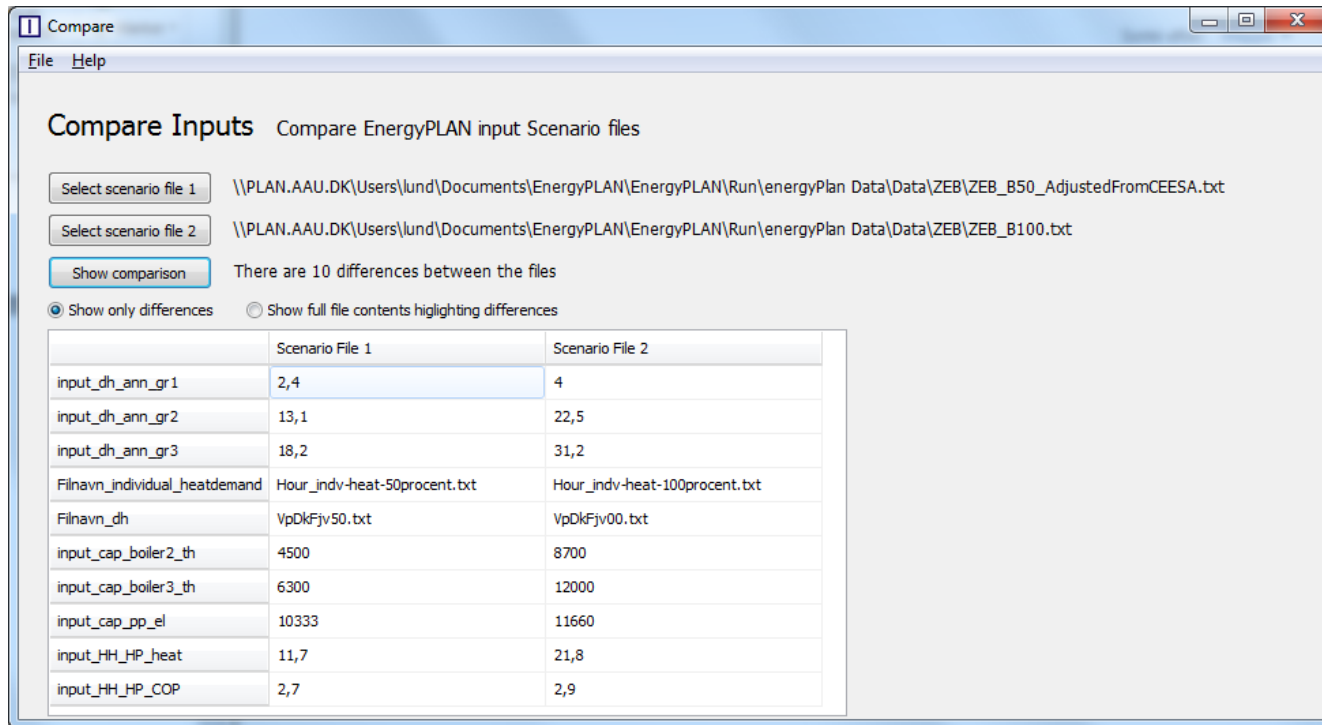 Compare
File Help
Compare Inputs Compare EnergyPLAN input Scenario files
Select scenario file 1 \\PLAN.AAU.DK\Users\lund\Documents\EnergyPLAN\EnergyPLAN\Run\energyPlan Data\Data\ZEB\ZEB_B50_AdjustedFromCEESA.txt
Select scenario file 2 \\PLAN.AAU.DK\Users\lund\Documents\EnergyPLAN\EnergyPLAN\Run\energyPlan Data\Data\ZEB\ZEB_B100.txt
Show comparison There are 10 differences between the files
Show only differences Show full file contents higlighting differences
Scenario File 1 Scenario File 2
input_dh_ann_gr1 2,4 4
input_dh_ann_gr2 13,1 22,5
input_dh_ann_gr3 18,2 31,2
Filnavn_individual_heatdemand Hour_indv-heat-50procent.txt Hour_indv-heat-100procent.txt
Filnavn_dh VpDkFjv50.txt VpDkFjv00.txt
input_cap_boiler2_th 4500 8700
input_cap_boiler3_th 6300 12000
input_cap_pp_el 10333 11660
input_HH_HP_heat 11,7 21,8
input_HH_HP_COP 2,7 2,9